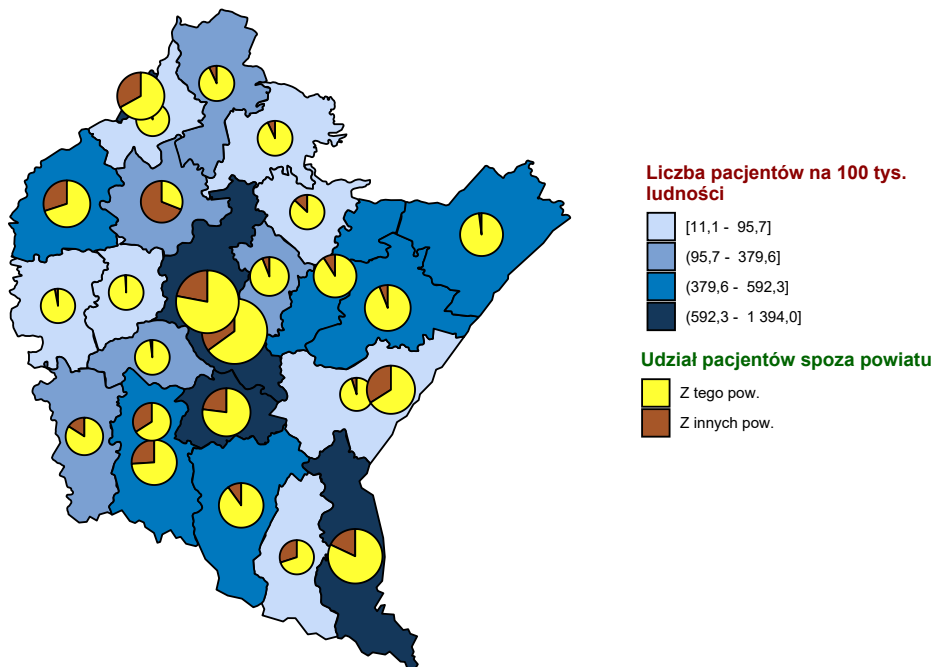 Liczba pacjentów na 100 tys.
ludności
[11,1 - 95,7]
(95,7 - 379,6]
(379,6 - 592,3]
(592,3 - 1 394,0]
Udział pacjentów spoza powiatu
Z tego pow.
Z innych pow.